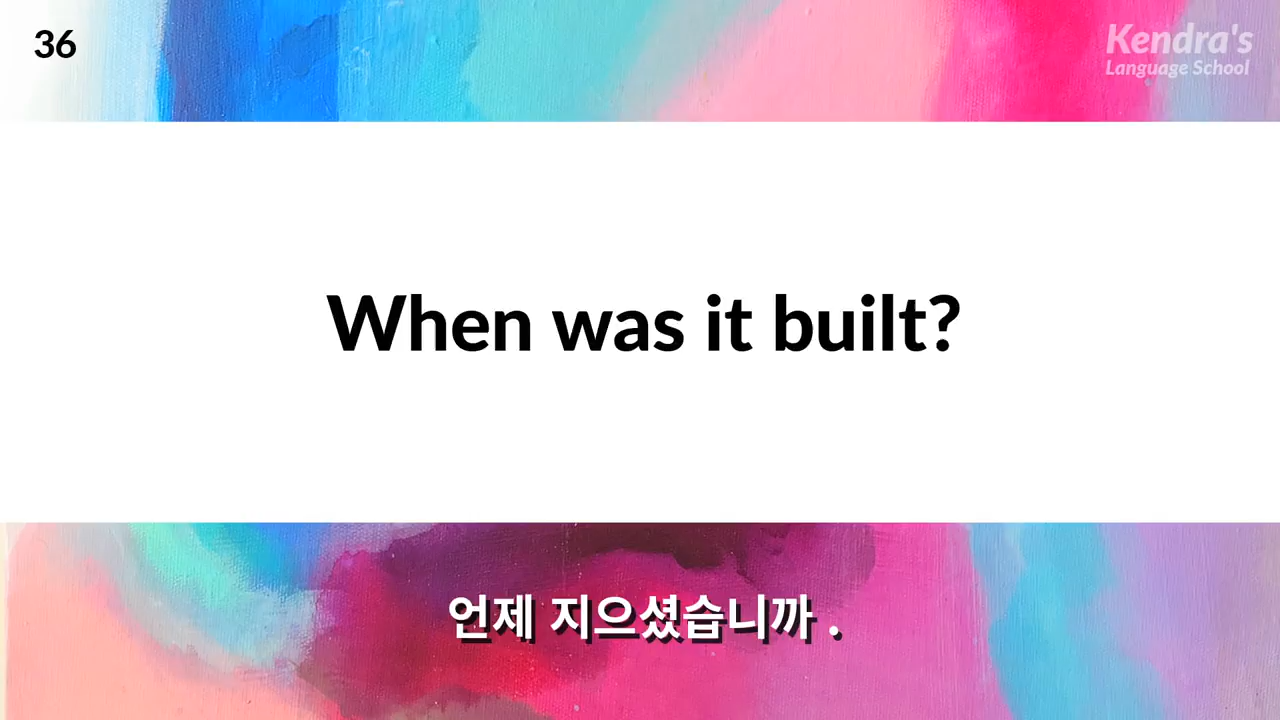 36
Kendra's
Language School
When was it built?
언제 지으셨습니까 .